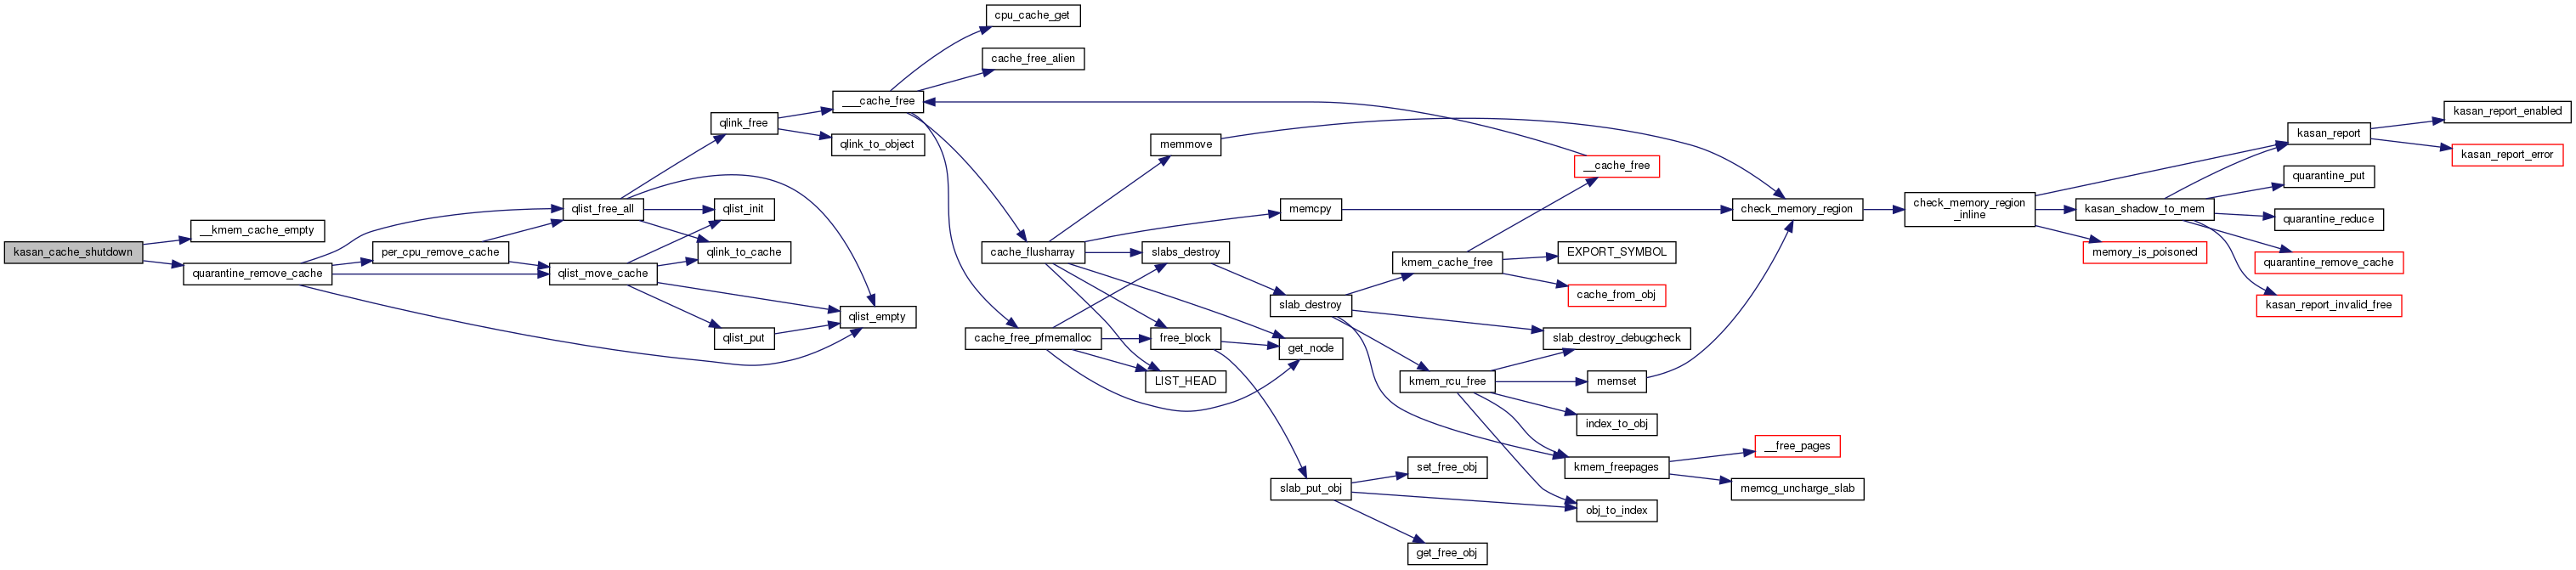 kasan_cache_shutdown
__kmem_cache_empty
quarantine_remove_cache
per_cpu_remove_cache
qlist_free_all
qlist_move_cache
qlink_free
qlist_init
qlink_to_cache
qlist_put
qlist_empty
___cache_free
qlink_to_object
cpu_cache_get
cache_free_alien
cache_flusharray
cache_free_pfmemalloc
memmove
memcpy
slabs_destroy
free_block
LIST_HEAD
get_node
slab_destroy
slab_put_obj
kmem_cache_free
kmem_rcu_free
set_free_obj
get_free_obj
__cache_free
EXPORT_SYMBOL
cache_from_obj
slab_destroy_debugcheck
memset
index_to_obj
kmem_freepages
obj_to_index
check_memory_region
__free_pages
memcg_uncharge_slab
check_memory_region
_inline
kasan_shadow_to_mem
memory_is_poisoned
kasan_report
quarantine_put
quarantine_reduce
quarantine_remove_cache
kasan_report_invalid_free
kasan_report_enabled
kasan_report_error